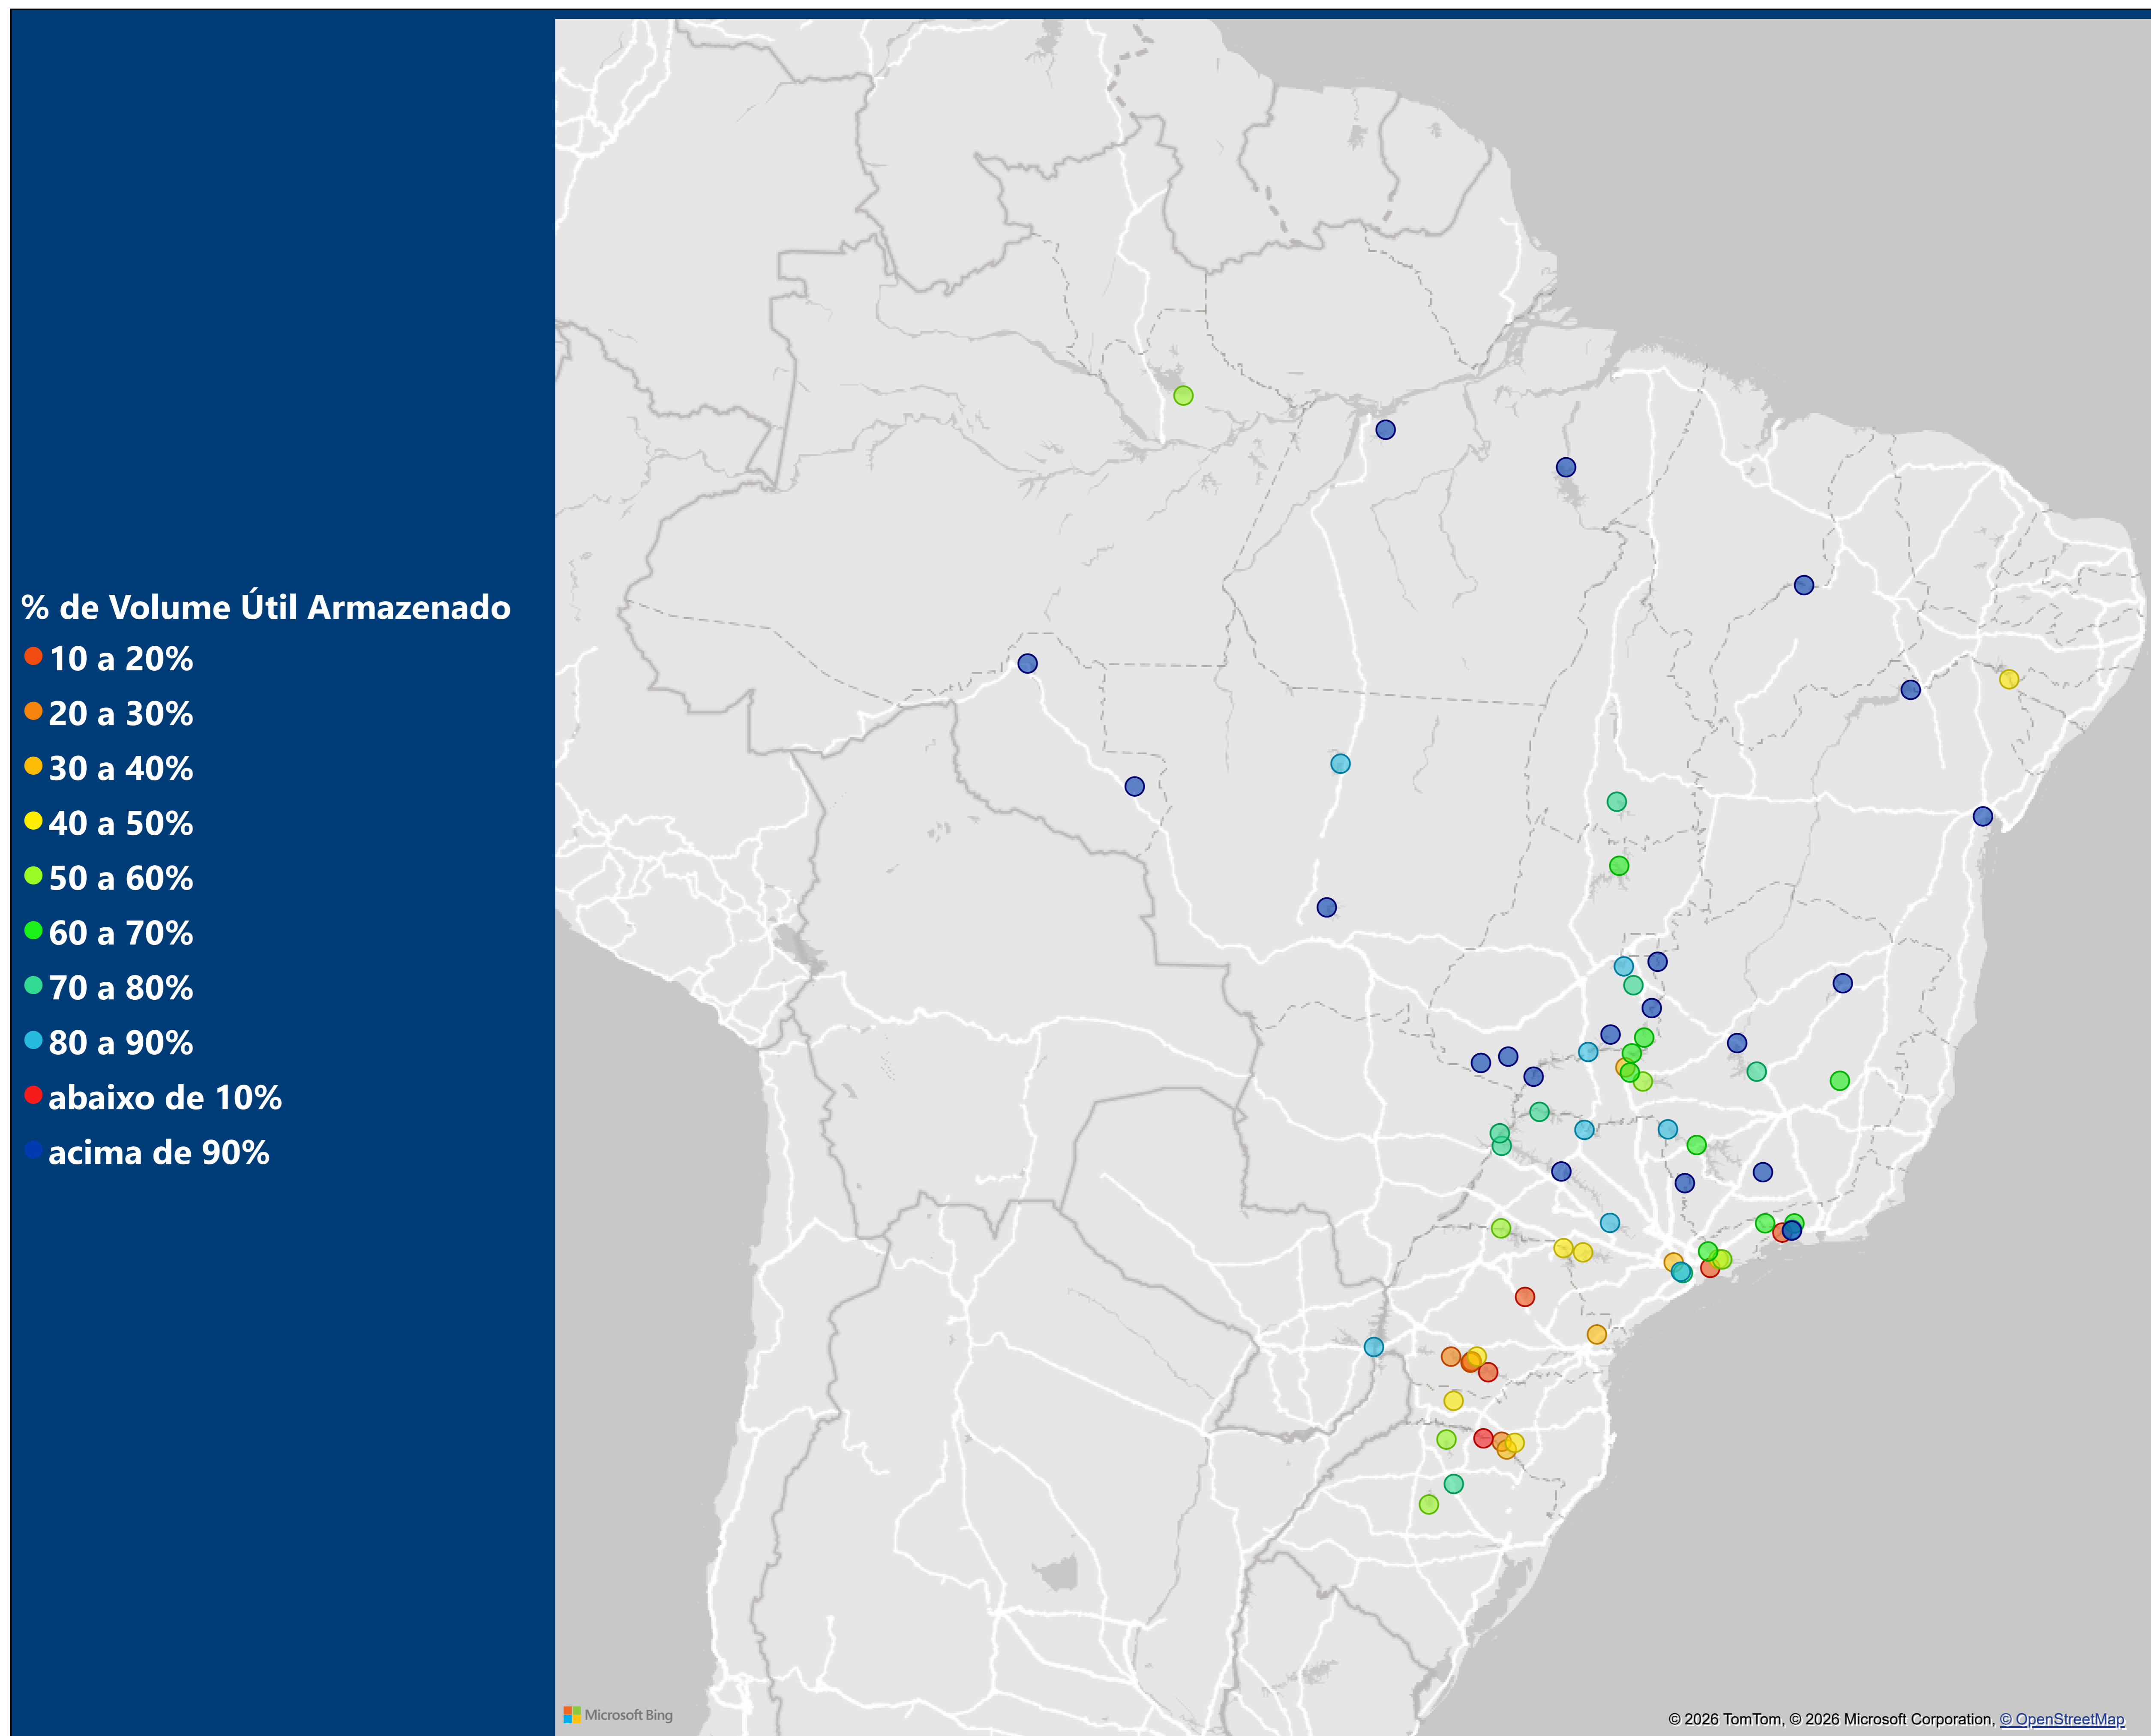 % de Volume Útil Armazenado
10 a 20%
20 a 30%
30 a 40%
40 a 50%
50 a 60%
60 a 70%
70 a 80%
80 a 90%
abaixo de 10%
acima de 90%
Microsoft Bing
© 2026 TomTom, © 2026 Microsoft Corporation, © OpenStreetMap